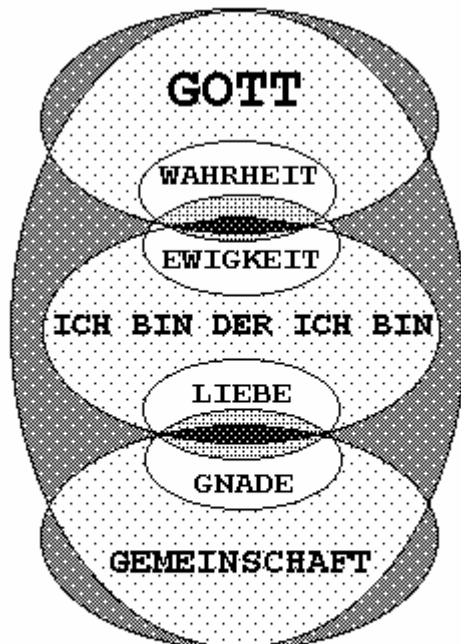 GOTT
WAHRHEIT
EWIGKEIT
ICH BIN DER ICH BIN
LIEBE
GNADE
GEMEINSCHAFT